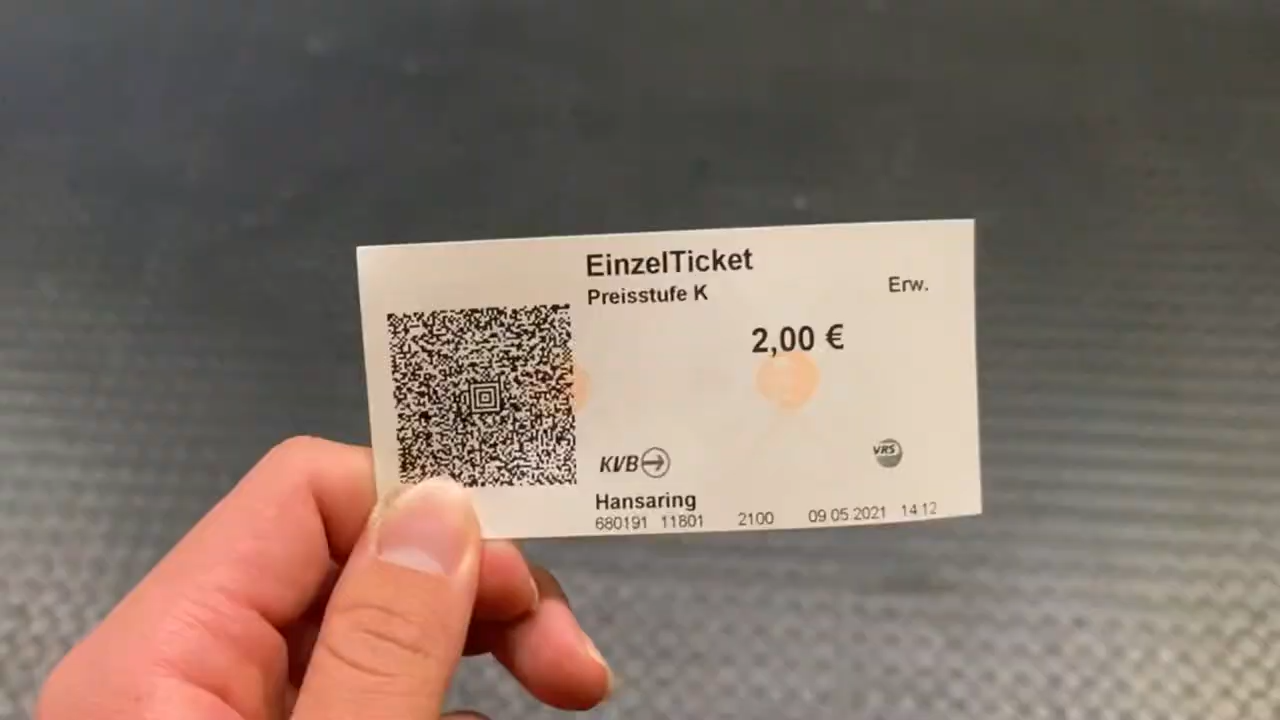 EinzelTicket
Preisstufe K
Erw.
2,00 €
KVB
VRS
Hansaring
680191 11801 2100 09.05.2021 14:12